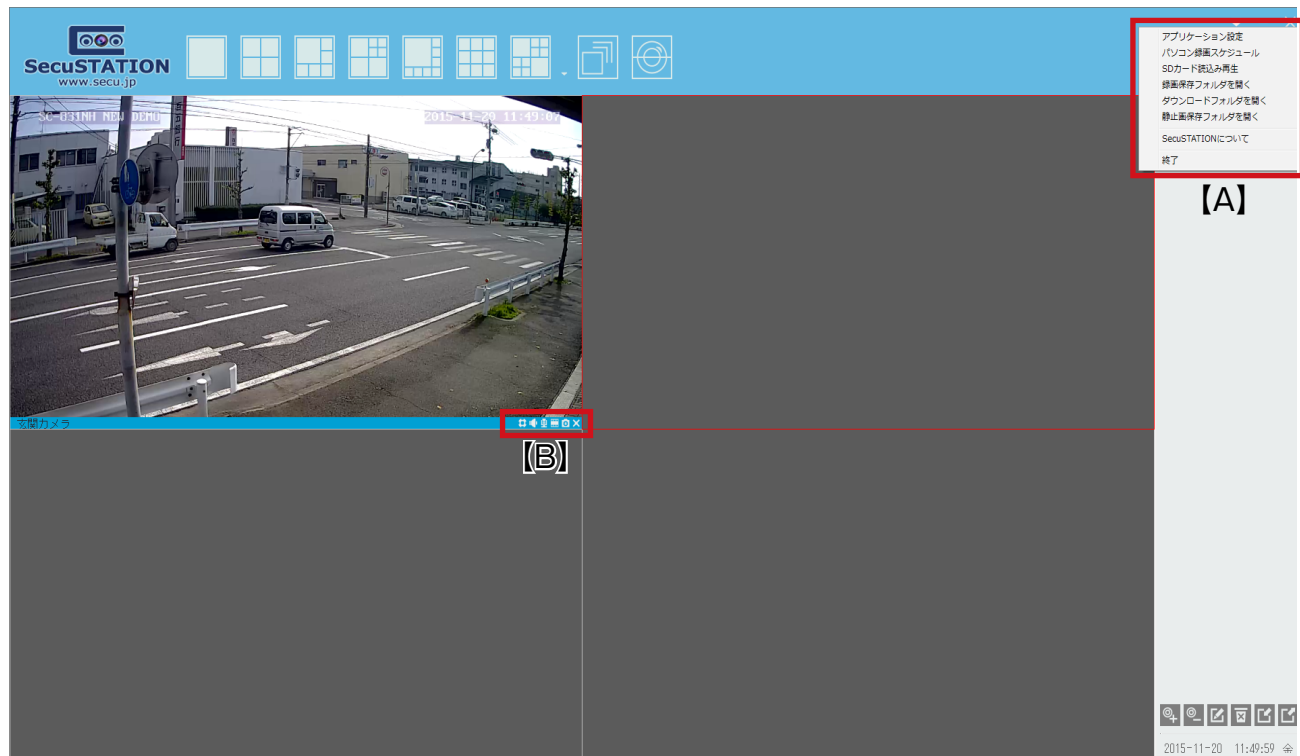 SecuSTATION
www.secu.jp
アプリケーション設定
パソコン録画スケジュール
SDカード読込み再生
録画保存フォルダを開く
ダウンロードフォルダを開く
静止画保存フォルダを開く
SecuSTATIONについて
終了
【A】
SC-031NH NEW DEMO
2015-11-20 11:49:07
玄関カメラ
【B】
2015-11-20 11:49:59 金